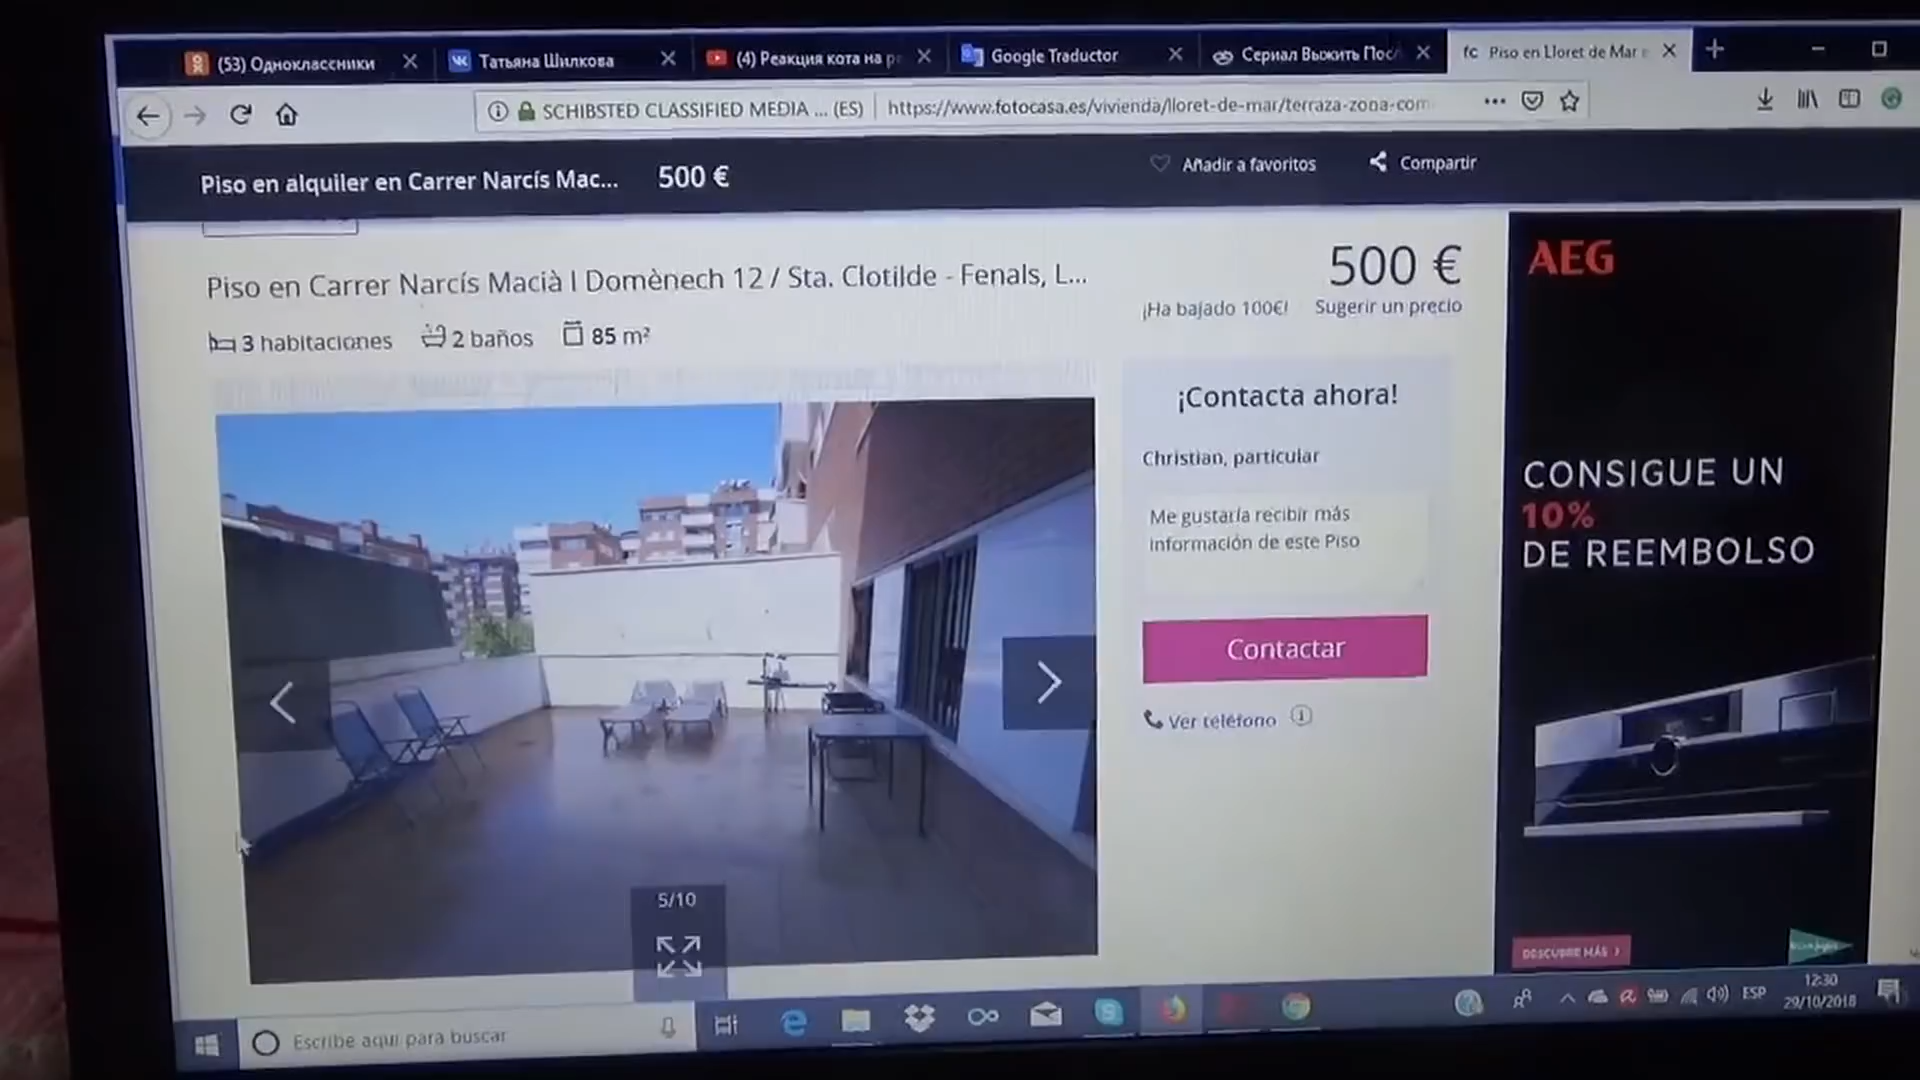 (53) Одноклассники
Татьяна Шилкова
(4) Реакция кота на р
Google Traductor
Сериал Выжить Пос
fc Piso en Lloret de Mar e
SCHIBSTED CLASSIFIED MEDIA ... (ES)
https://www.fotocasa.es/vivienda/lloret-de-mar/terraza-zona-com
Piso en alquiler en Carrer Narcís Mac...
500 €
Añadir a favoritos
Compartir
Piso en Carrer Narcís Macià I Domènech 12 / Sta. Clotilde - Fenals, L...
500 €
¡Ha bajado 100€!
Sugerir un precio
3 habitaciones
2 baños
85 m²
¡Contacta ahora!
Christian, particular
Me gustaría recibir más
información de este Piso
Contactar
Ver teléfono
5/10
AEG
CONSIGUE UN
10%
DE REEMBOLSO
DESCUBRE MÁS
Escribe aquí para buscar
ESP
12:30
29/10/2018